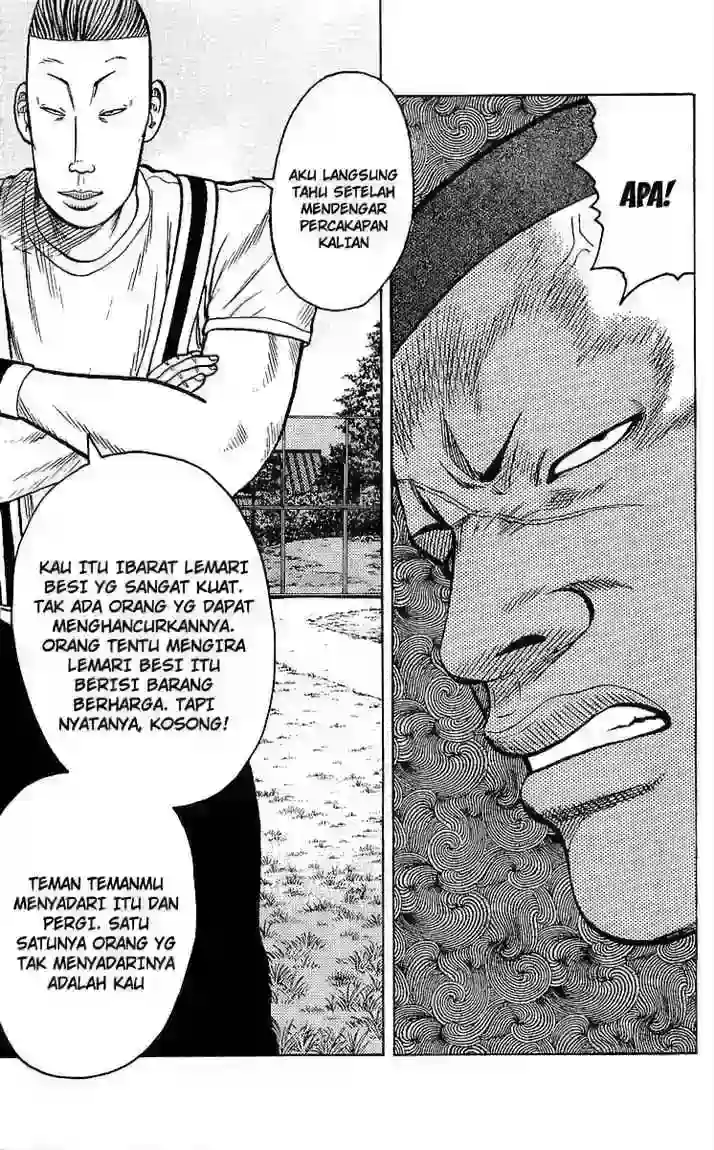 APA!
AKU LANGSUNG
TAHU SETELAH
MENDENGAR
PERCAKAPAN
KALIAN
KAU ITU IBARAT LEMARI
BESI YG SANGAT KUAT.
TAK ADA ORANG YG DAPAT
MENGHANCURKANNYA.
ORANG TENTU MENGIRA
LEMARI BESI ITU
BERISI BARANG
BERHARGA. TAPI
NYATANYA, KOSONG!
TEMAN TEMANMU
MENYADARI ITU DAN
PERGI. SATU
SATUNYA ORANG YG
TAK MENYADARINYA
ADALAH KAU